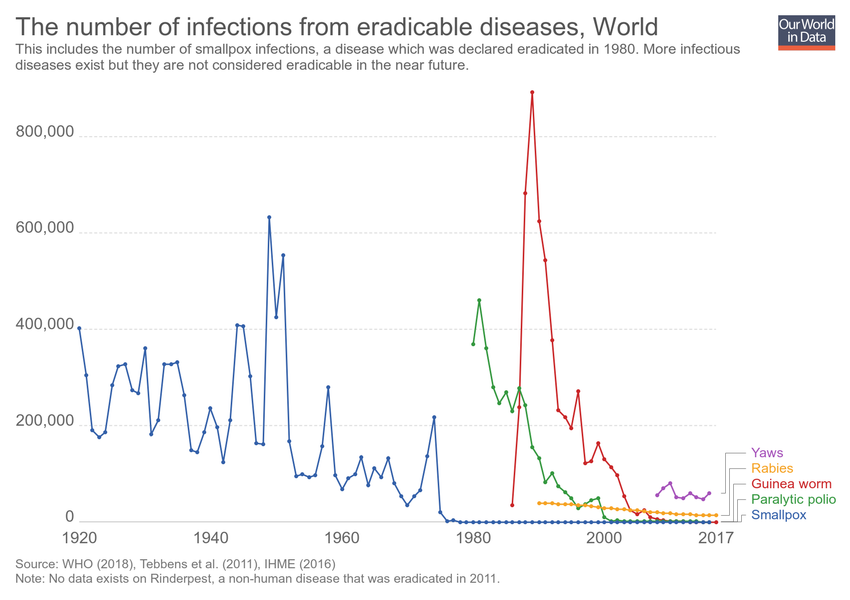 The number of infections from eradicable diseases, World
Our World
in Data
This includes the number of smallpox infections, a disease which was declared eradicated in 1980. More infectious
diseases exist but they are not considered eradicable in the near future.
800,000
600,000
400,000
200,000
0
1920
1940
1960
1980
2000
2017
Yaws
Rabies
Guinea worm
Paralytic polio
Smallpox
Source: WHO (2018), Tebbens et al. (2011), IHME (2016)
Note: No data exists on Rinderpest, a non-human disease that was eradicated in 2011.